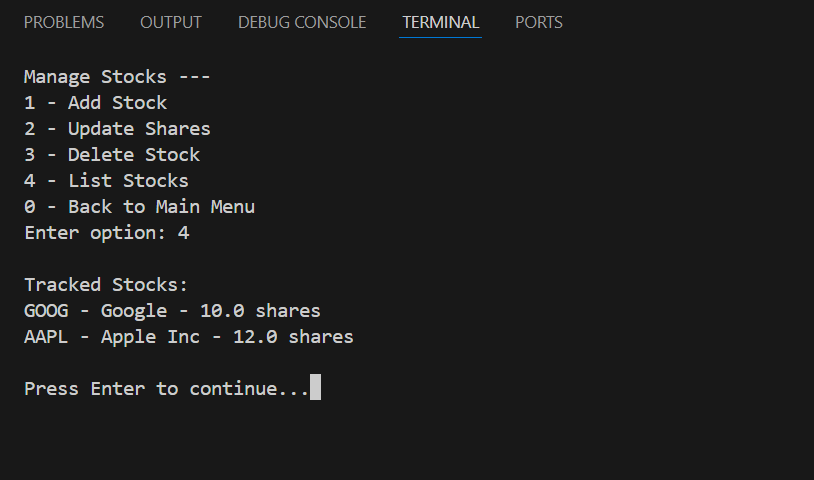 PROBLEMS OUTPUT DEBUG CONSOLE TERMINAL PORTS
Manage Stocks ---
1 - Add Stock
2 - Update Shares
3 - Delete Stock
4 - List Stocks
0 - Back to Main Menu
Enter option: 4
Tracked Stocks:
GOOG - Google - 10.0 shares
AAPL - Apple Inc - 12.0 shares
Press Enter to continue...